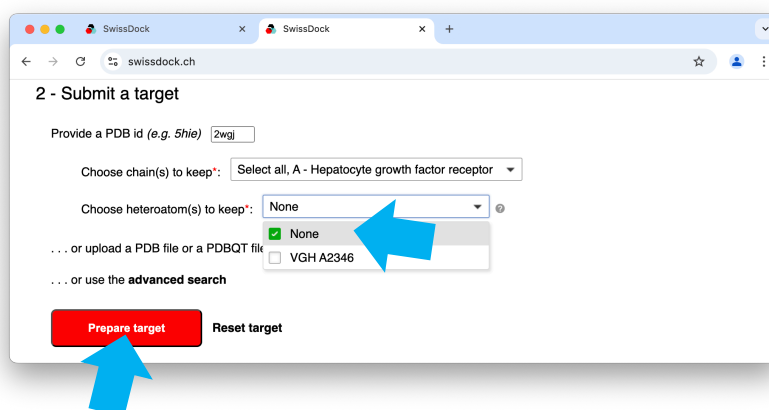 SwissDock
SwissDock
swissdock.ch
2 - Submit a target
Provide a PDB id (e.g. 5hie) 2wgj
Choose chain(s) to keep*: Select all, A - Hepatocyte growth factor receptor
Choose heteroatom(s) to keep*: None
None
VGH A2346
. . . or upload a PDB file or a PDBQT file
. . . or use the advanced search
Prepare target Reset target